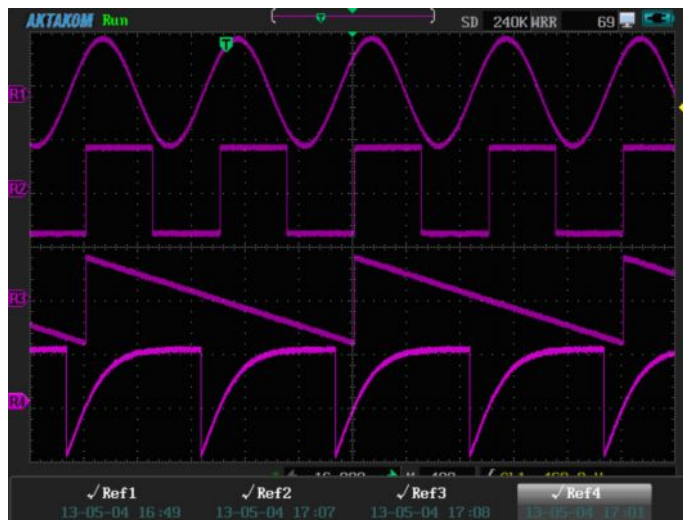 AKTAKOM Run SD 240K WRR 69
T
T
R1
R2
R3
R4
√Ref1 √Ref2 √Ref3 √Ref4
13-05-04 16:49 13-05-04 17:07 13-05-04 17:08 13-05-04 17:01